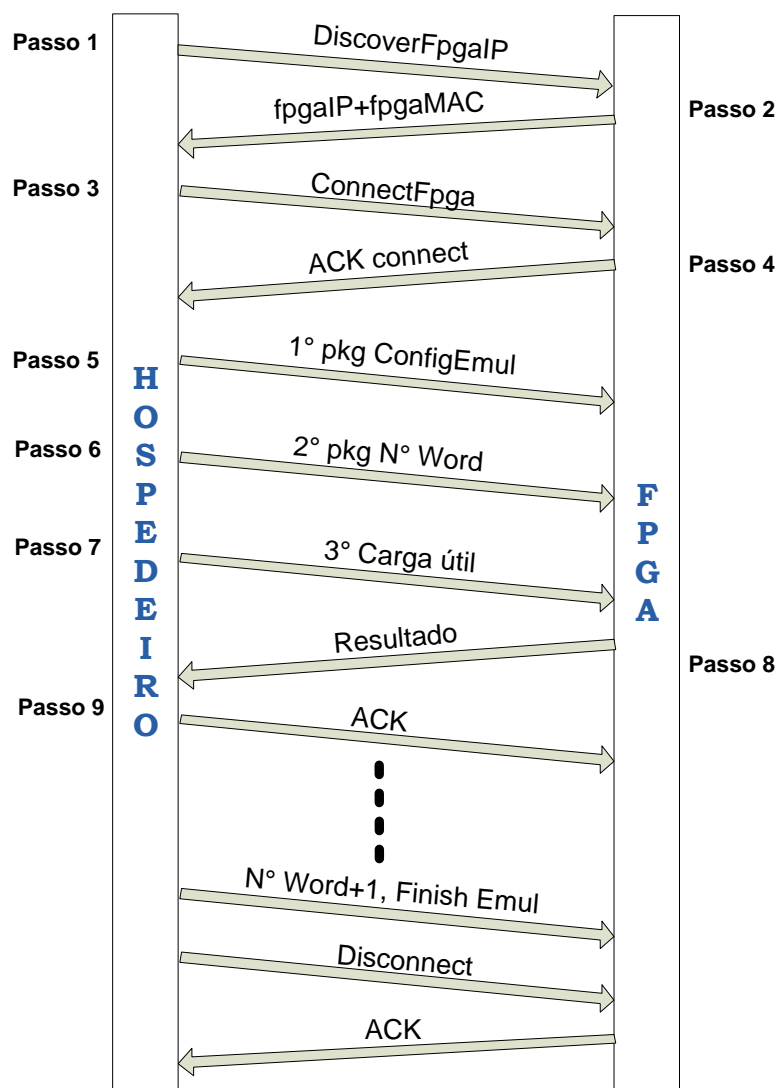 Passo 1
DiscoverFpgaIP
fpgaIP+fpgaMAC
Passo 2
Passo 3
ConnectFpga
ACK connect
Passo 4
Passo 5
1° pkg ConfigEmul
Passo 6
2° pkg N° Word
Passo 7
3° Carga útil
Resultado
Passo 8
Passo 9
ACK
N° Word+1, Finish Emul
Disconnect
ACK
HOSPEDEIRO
FPGA